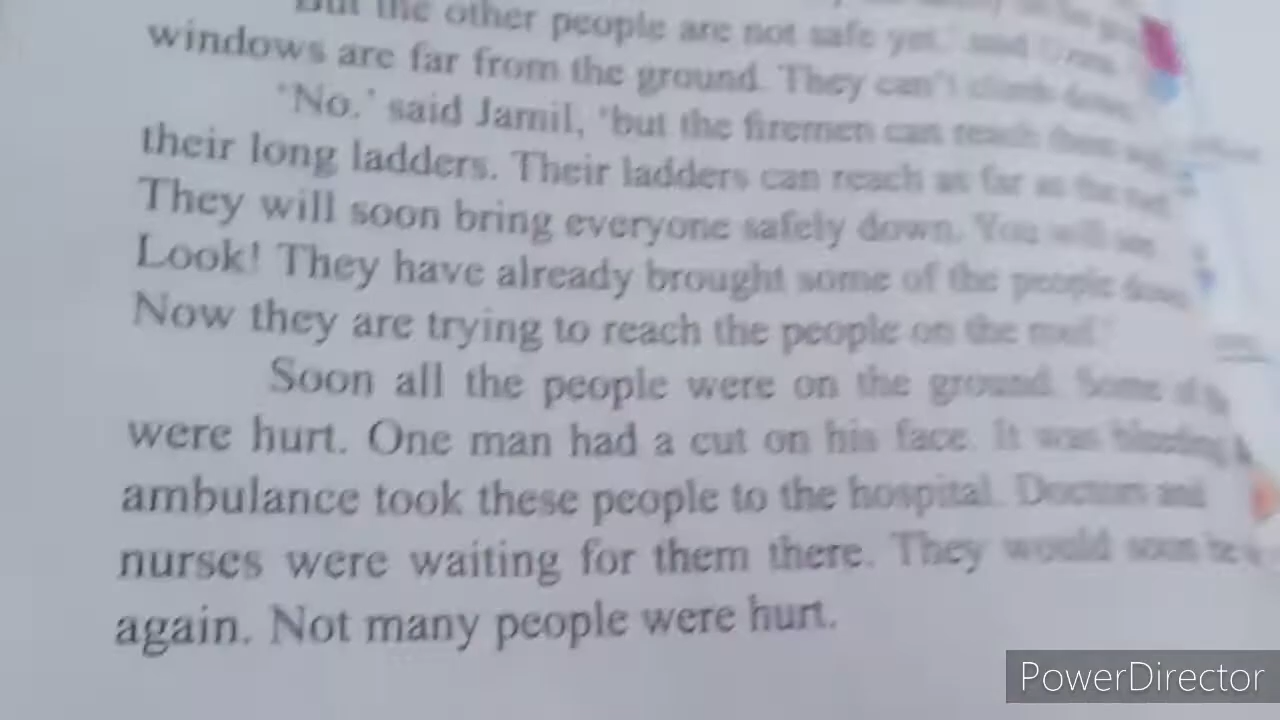 But the other people are not safe yet.' said
windows are far from the ground. They can't climb down.
'No.' said Jamil, 'but the firemen can reach them
their long ladders. Their ladders can reach as far as the roof.
They will soon bring everyone safely down. You will see.
Look! They have already brought some of the people down.
Now they are trying to reach the people on the roof.'
Soon all the people were on the ground. Some of
were hurt. One man had a cut on his face. It was bleeding
ambulance took these people to the hospital. Doctors and
nurses were waiting for them there. They would soon be
again. Not many people were hurt.
PowerDirector